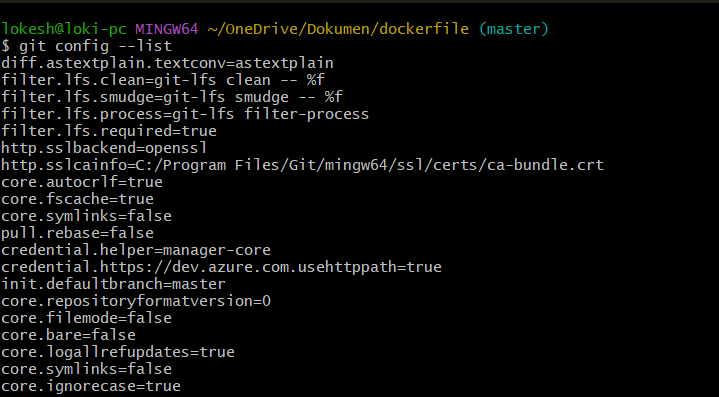 lokesh@loki-pc MINGW64 ~/OneDrive/Dokumen/dockerfile (master)
$ git config --list
diff.astextplain.textconv=astextplain
filter.lfs.clean=git-lfs clean -- %f
filter.lfs.smudge=git-lfs smudge -- %f
filter.lfs.process=git-lfs filter-process
filter.lfs.required=true
http.sslbackend=openssl
http.sslcainfo=C:/Program Files/Git/mingw64/ssl/certs/ca-bundle.crt
core.autocrlf=true
core.fscache=true
core.symlinks=false
pull.rebase=false
credential.helper=manager-core
credential.https://dev.azure.com.usehttppath=true
init.defaultbranch=master
core.repositoryformatversion=0
core.filemode=false
core.bare=false
core.logallrefupdates=true
core.symlinks=false
core.ignorecase=true